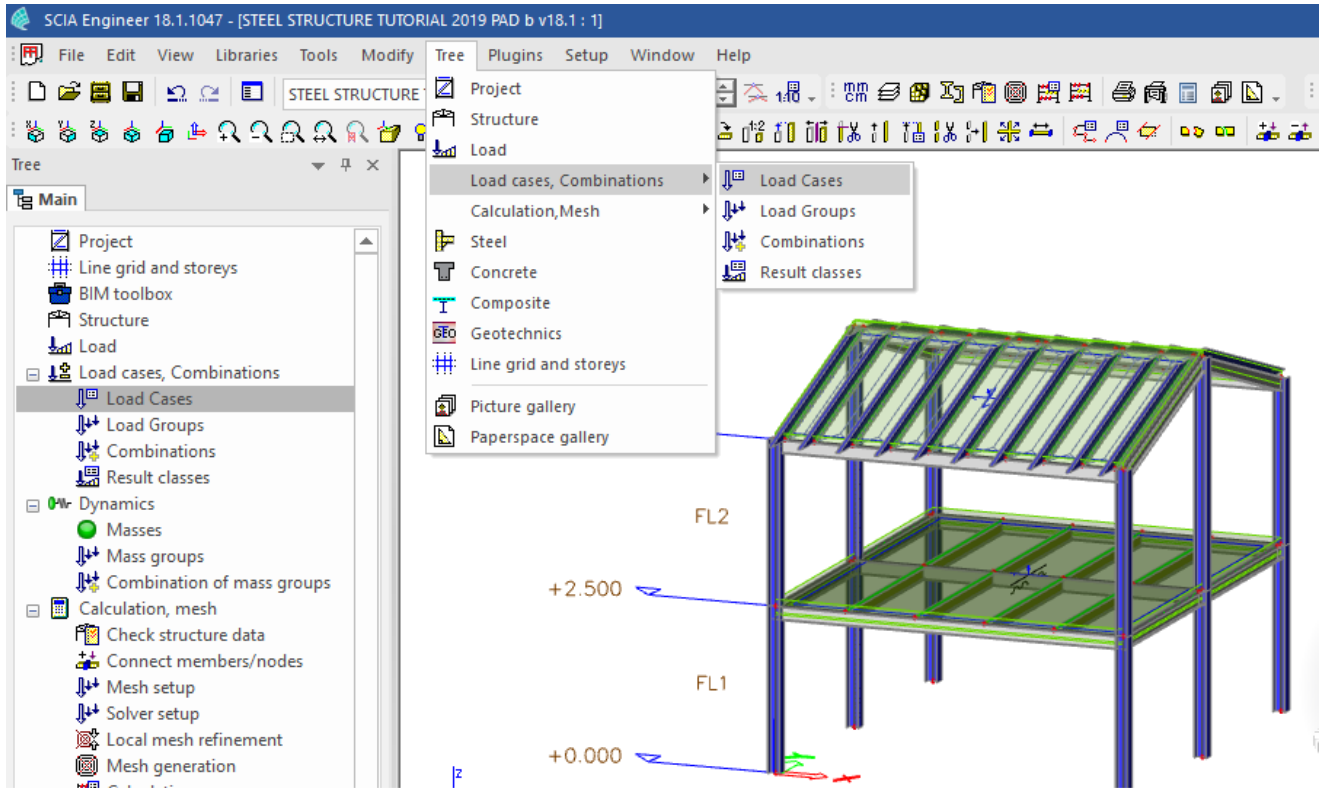 SCIA Engineer 18.1.1047 - [STEEL STRUCTURE TUTORIAL 2019 PAD b v18.1 : 1]
File Edit View Libraries Tools Modify Tree Plugins Setup Window Help
STEEL STRUCTURE
Tree
Main
Project
Line grid and storeys
BIM toolbox
Structure
Load
Load cases, Combinations
Load Cases
Load Groups
Combinations
Result classes
Dynamics
Masses
Mass groups
Combination of mass groups
Calculation, mesh
Check structure data
Connect members/nodes
Mesh setup
Solver setup
Local mesh refinement
Mesh generation
Project
Structure
Load
Load cases, Combinations
Calculation,Mesh
Steel
Concrete
Composite
GEO Geotechnics
Line grid and storeys
Picture gallery
Paperspace gallery
Load Cases
Load Groups
Combinations
Result classes
FL2
+2.500
FL1
+0.000
z